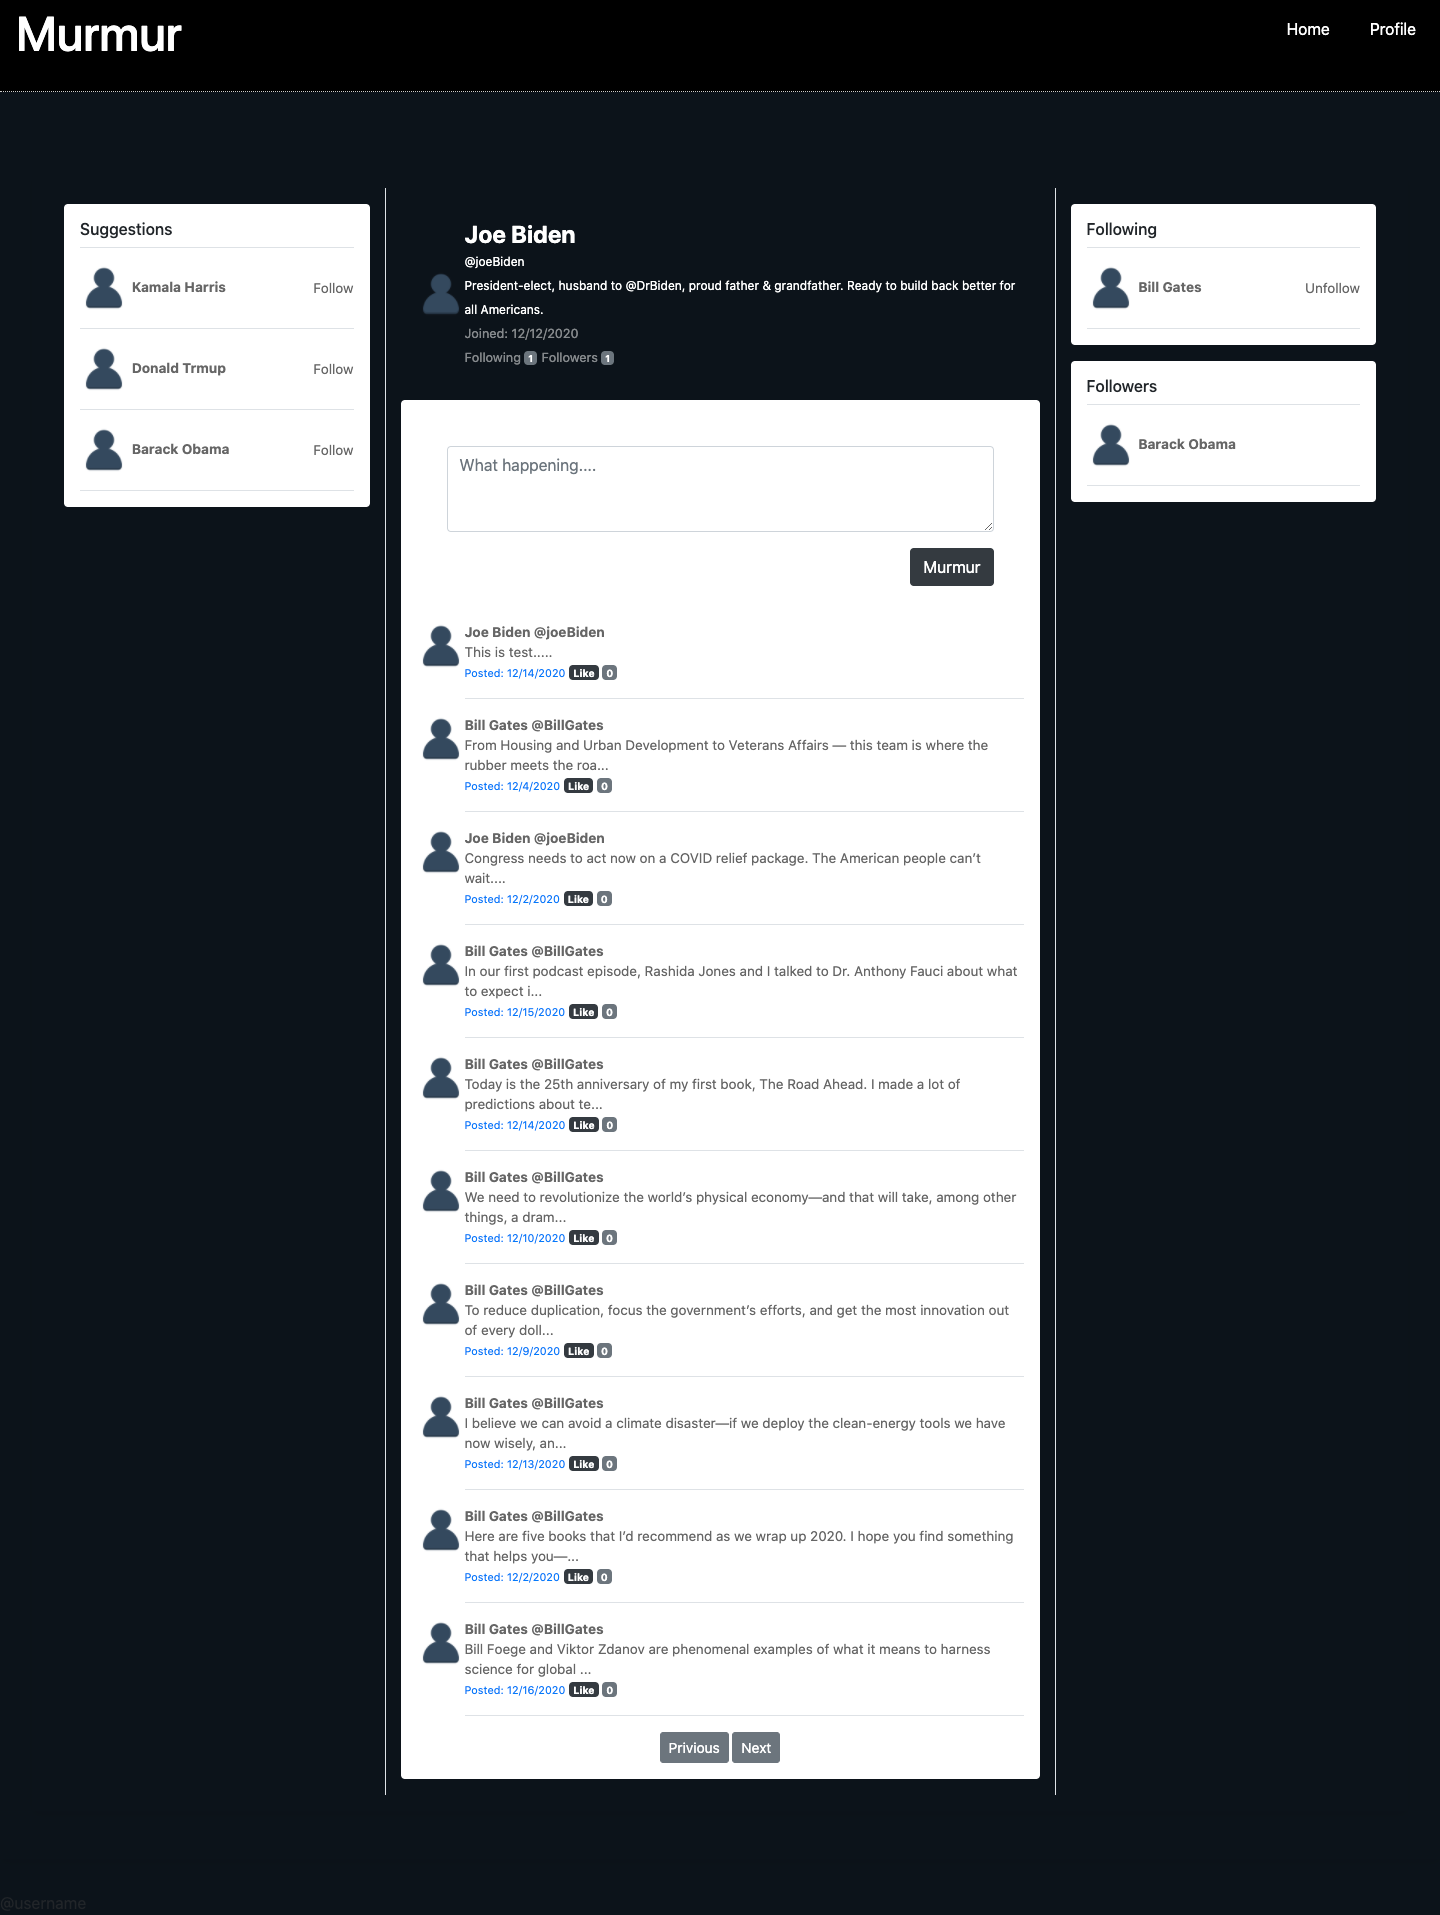 Murmur
Home
Profile
Suggestions
Kamala Harris
Follow
Donald Trmup
Follow
Barack Obama
Follow
Joe Biden
@joeBiden
President-elect, husband to @DrBiden, proud father & grandfather. Ready to build back better for
all Americans.
Joined: 12/12/2020
Following 1 Followers 1
What happening....
Murmur
Joe Biden @joeBiden
This is test.....
Posted: 12/14/2020 Like 0
Bill Gates @BillGates
From Housing and Urban Development to Veterans Affairs — this team is where the
rubber meets the roa...
Posted: 12/4/2020 Like 0
Joe Biden @joeBiden
Congress needs to act now on a COVID relief package. The American people can’t
wait....
Posted: 12/2/2020 Like 0
Bill Gates @BillGates
In our first podcast episode, Rashida Jones and I talked to Dr. Anthony Fauci about what
to expect i...
Posted: 12/15/2020 Like 0
Bill Gates @BillGates
Today is the 25th anniversary of my first book, The Road Ahead. I made a lot of
predictions about te...
Posted: 12/14/2020 Like 0
Bill Gates @BillGates
We need to revolutionize the world’s physical economy—and that will take, among other
things, a dram...
Posted: 12/10/2020 Like 0
Bill Gates @BillGates
To reduce duplication, focus the government’s efforts, and get the most innovation out
of every doll...
Posted: 12/9/2020 Like 0
Bill Gates @BillGates
I believe we can avoid a climate disaster—if we deploy the clean-energy tools we have
now wisely, an...
Posted: 12/13/2020 Like 0
Bill Gates @BillGates
Here are five books that I’d recommend as we wrap up 2020. I hope you find something
that helps you—...
Posted: 12/2/2020 Like 0
Bill Gates @BillGates
Bill Foege and Viktor Zdanov are phenomenal examples of what it means to harness
science for global ...
Posted: 12/16/2020 Like 0
Privious Next
Following
Bill Gates
Unfollow
Followers
Barack Obama
@username